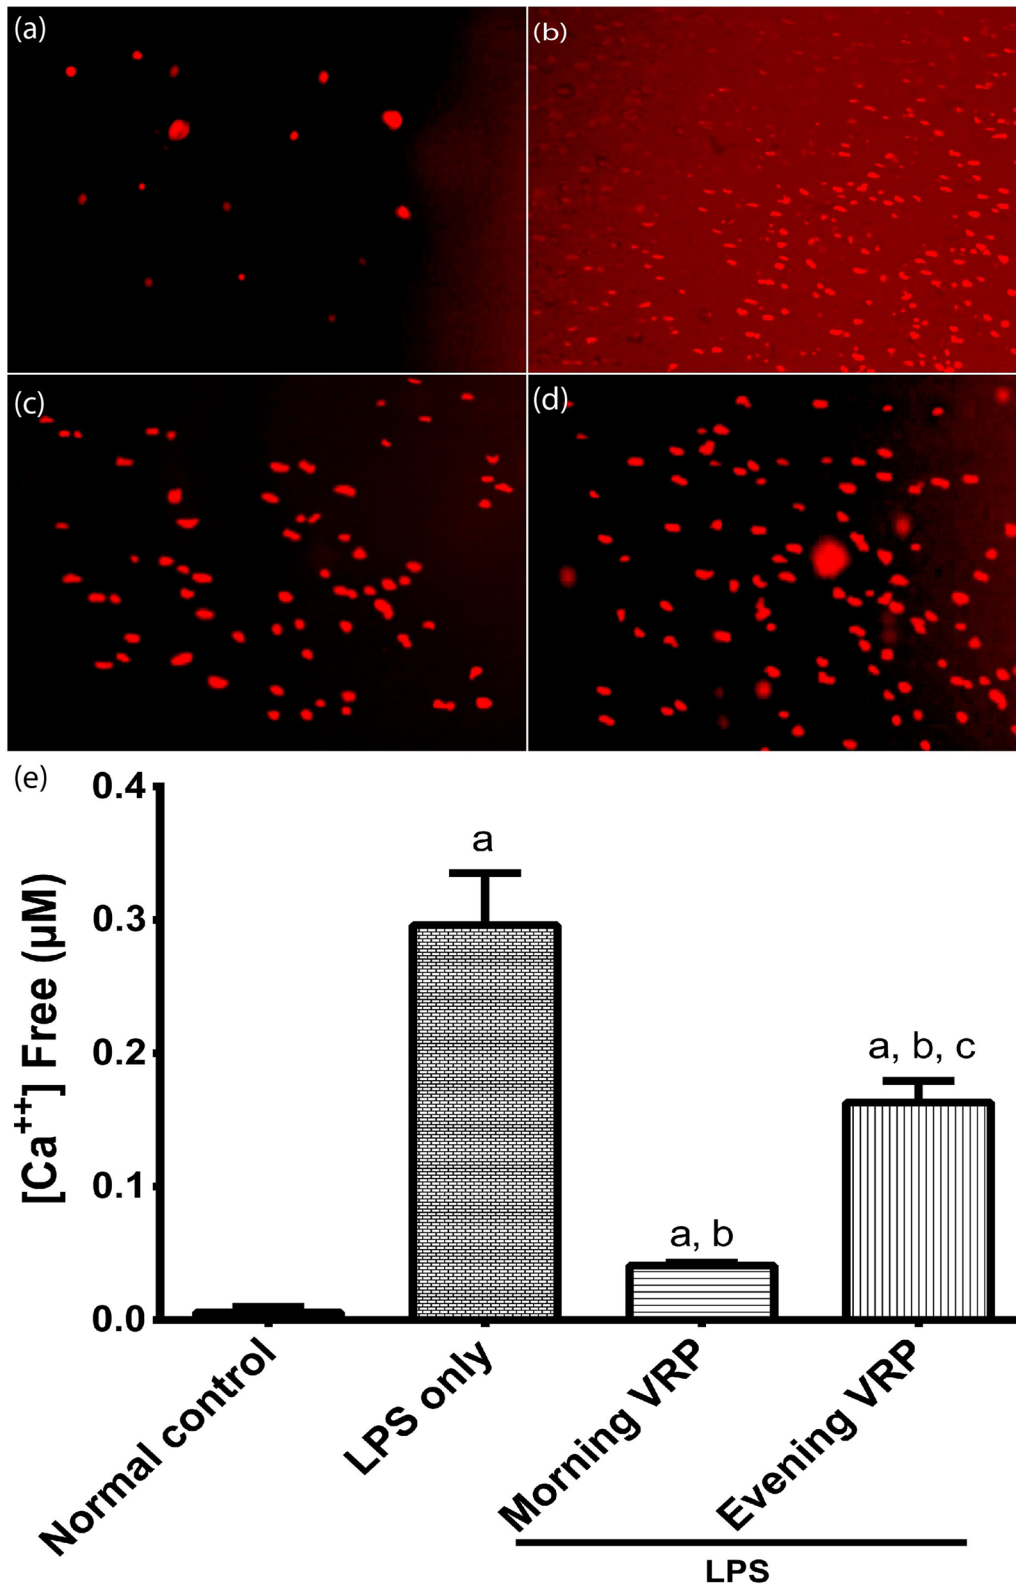 (a)
(b)
(c)
(d)
(e)
[Ca++] Free (µM)
0.4
0.3
0.2
0.1
0.0
a
a, b
a, b, c
Normal control
LPS only
Morning VRP
Evening VRP
LPS